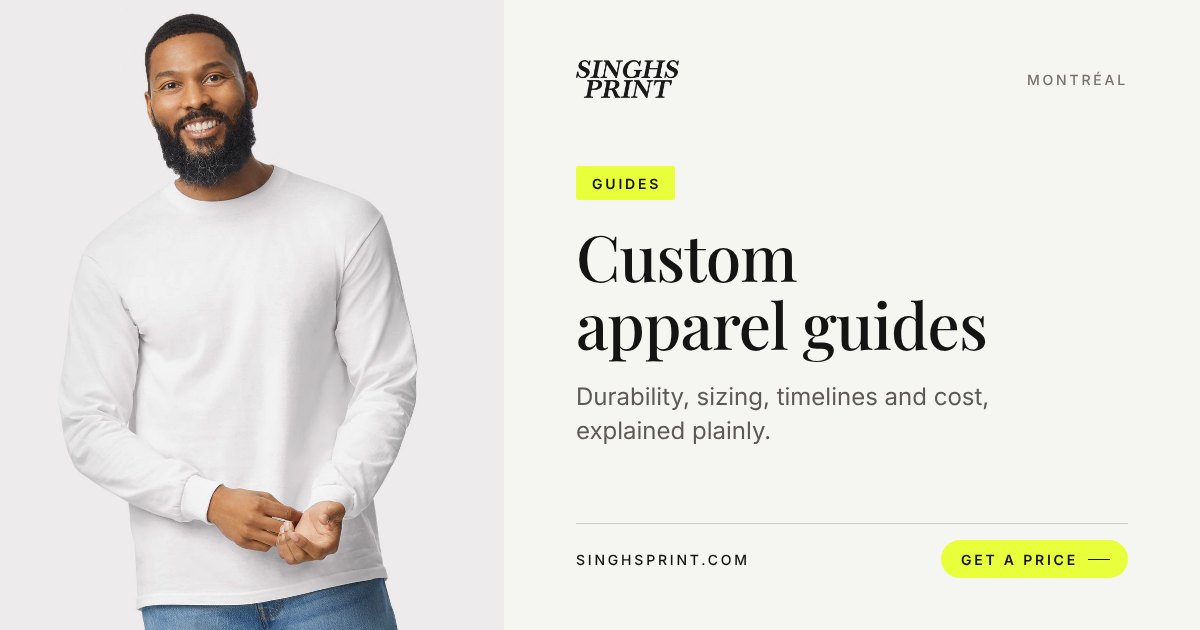 SINGHS
PRINT
MONTRÉAL
GUIDES
Custom
apparel guides
Durability, sizing, timelines and cost,
explained plainly.
SINGHSPRINT.COM
GET A PRICE —